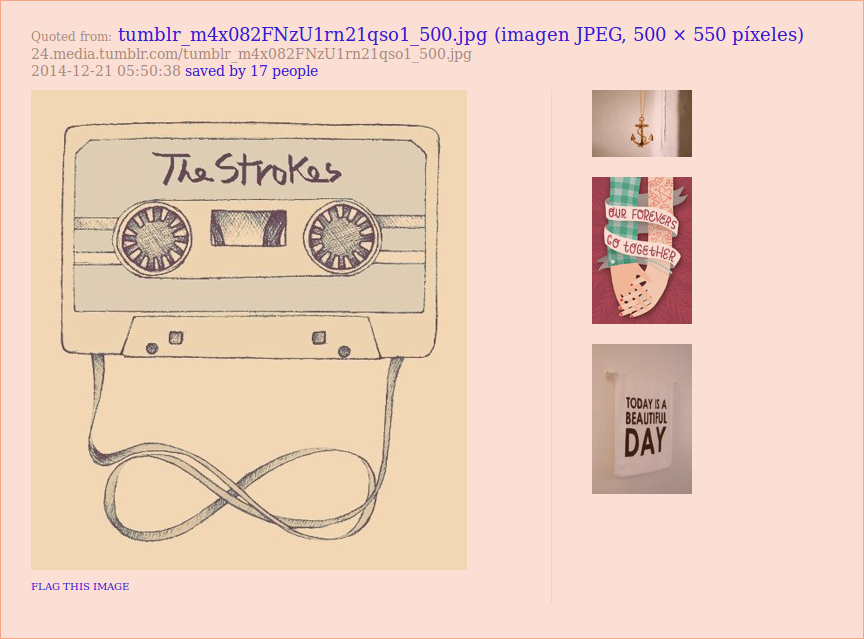 Quoted from: tumblr_m4x082FNzU1rn21qso1_500.jpg (imagen JPEG, 500 × 550 píxeles)
24.media.tumblr.com/tumblr_m4x082FNzU1rn21qso1_500.jpg
2014-12-21 05:50:38 saved by 17 people
The Strokes
OUR FOREVERS
GO TOGETHER
TODAY IS A
BEAUTIFUL
DAY
FLAG THIS IMAGE